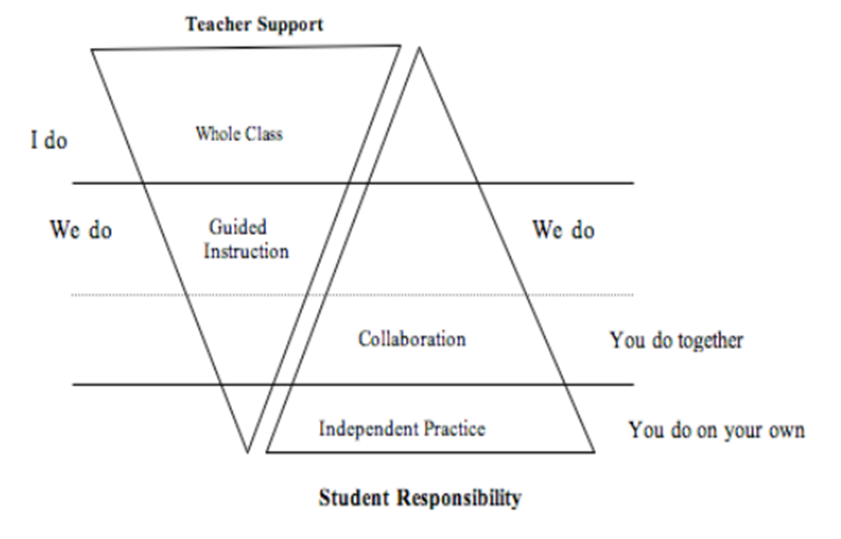 Teacher Support
I do
Whole Class
We do
Guided
Instruction
We do
Collaboration
You do together
Independent Practice
You do on your own
Student Responsibility